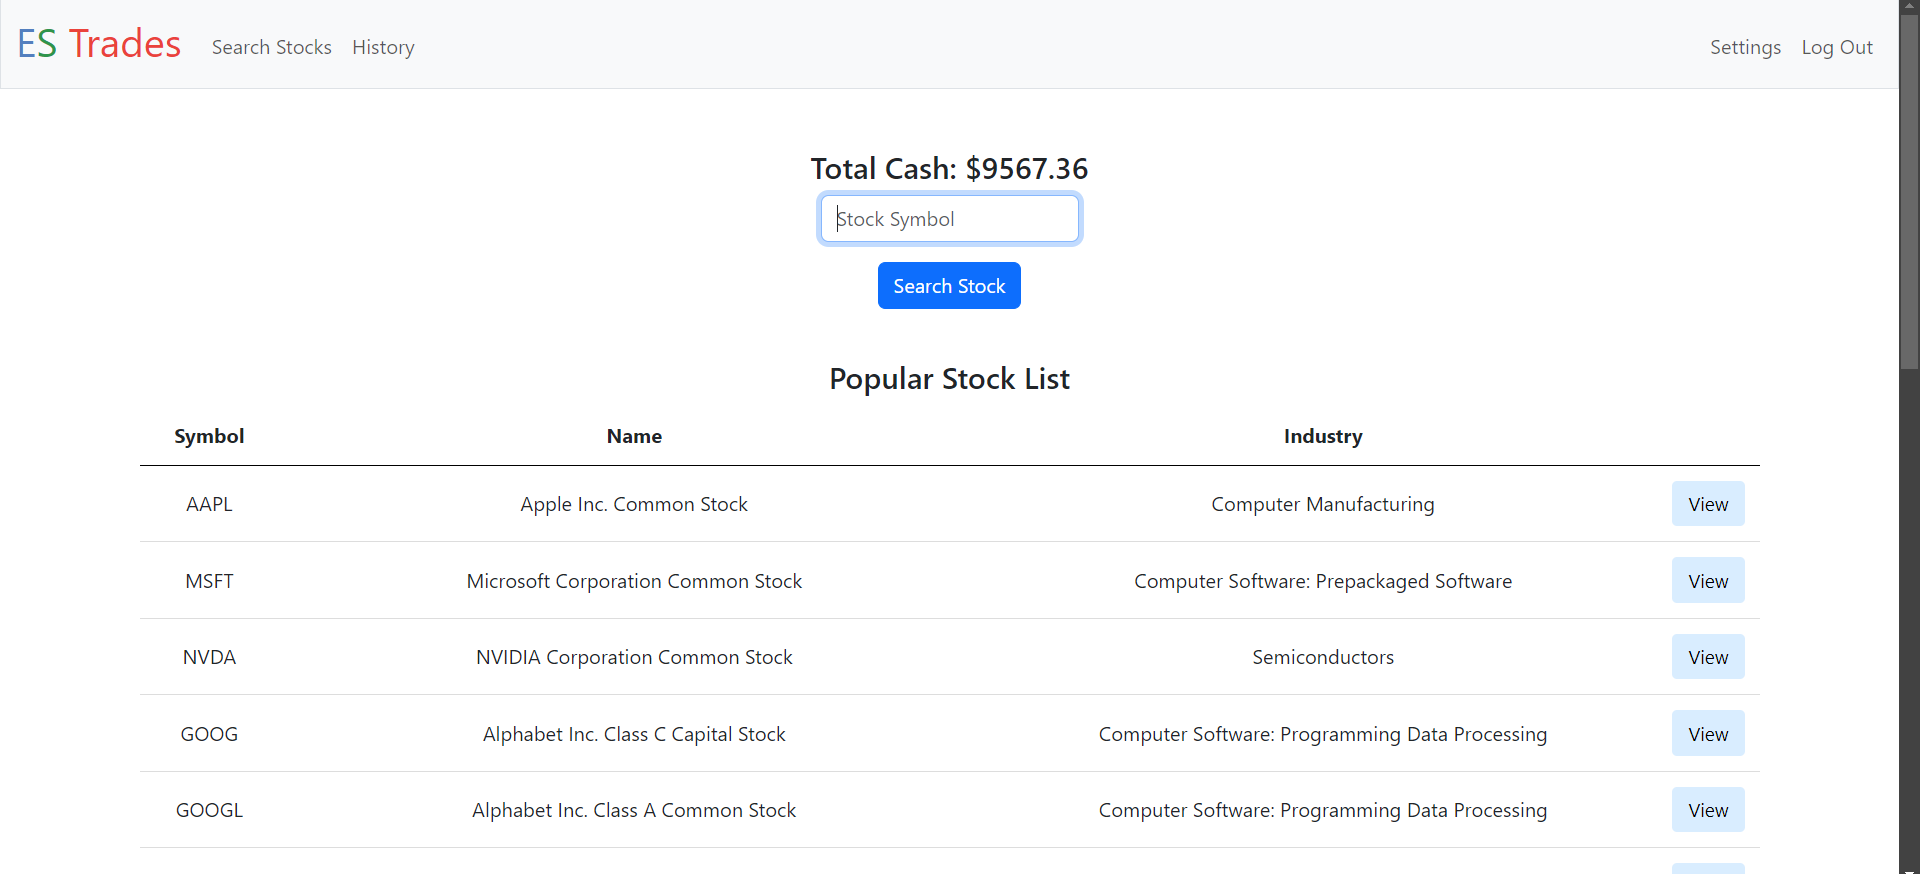 ES Trades Search Stocks History Settings Log Out
Total Cash: $9567.36
Stock Symbol
Search Stock
Popular Stock List
Symbol Name Industry
AAPL Apple Inc. Common Stock Computer Manufacturing View
MSFT Microsoft Corporation Common Stock Computer Software: Prepackaged Software View
NVDA NVIDIA Corporation Common Stock Semiconductors View
GOOG Alphabet Inc. Class C Capital Stock Computer Software: Programming Data Processing View
GOOGL Alphabet Inc. Class A Common Stock Computer Software: Programming Data Processing View